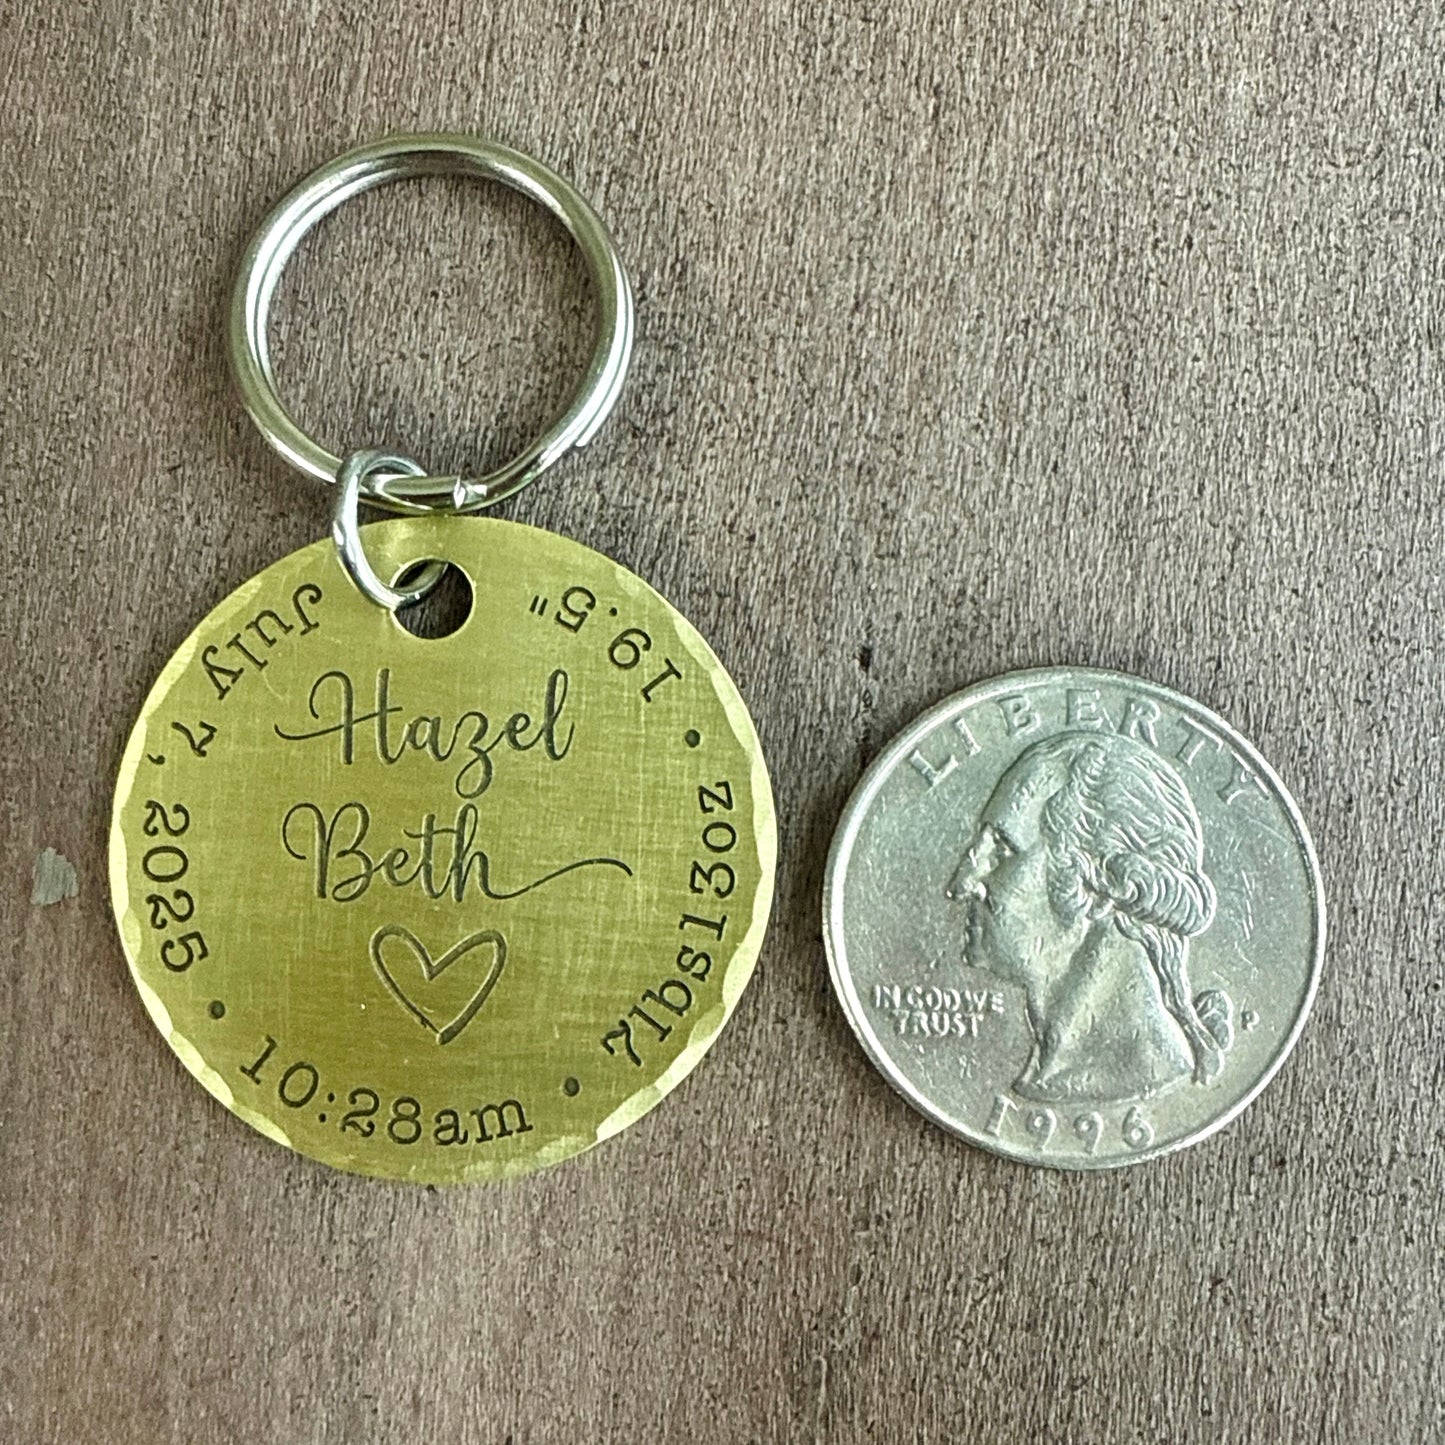 Hazel
Beth
July 7, 2025 • 10:28am • 7lbs13oz • 19.5"
LIBERTY
IN GOD WE
TRUST
P
1996